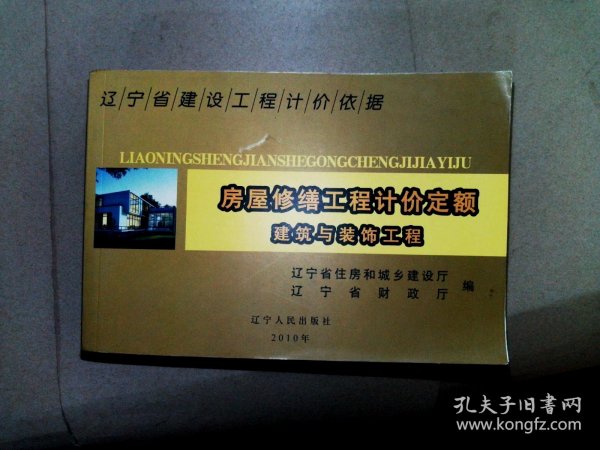 辽/宁/省/建/设/工/程/计/价/依/据
LIAONINGSHENGJIANSHEGONGCHENGJIJIAYIJU
房屋修缮工程计价定额
建筑与装饰工程
辽宁省住房和城乡建设厅
辽宁省财政厅
编
辽宁人民出版社
2010年
孔夫子旧书网
www.kongfz.com